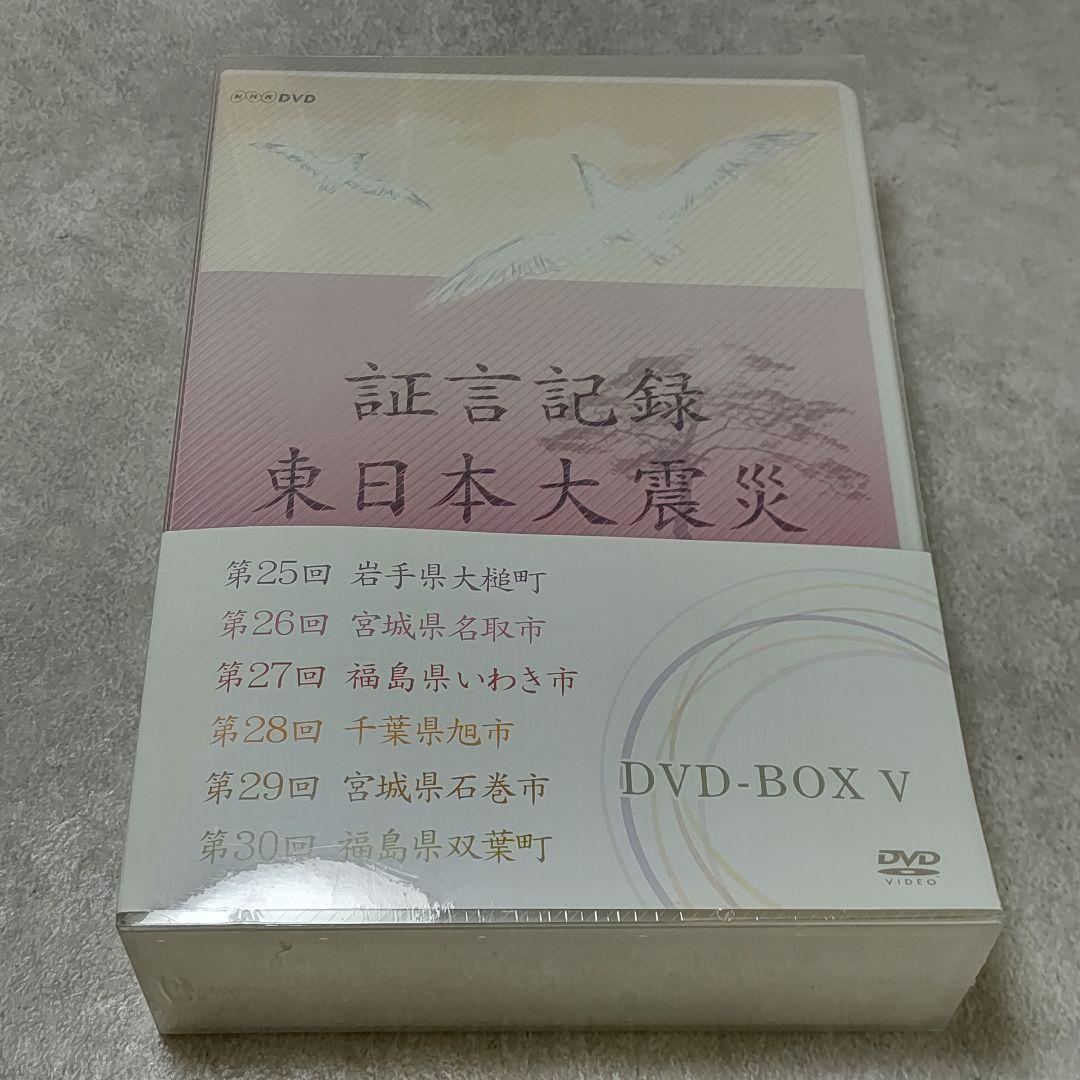 NHK DVD
証言記録
東日本大震災
第25回 岩手県大槌町
第26回 宮城県名取市
第27回 福島県いわき市
第28回 千葉県旭市
第29回 宮城県石巻市
第30回 福島県双葉町
DVD-BOX V
DVD
VIDEO